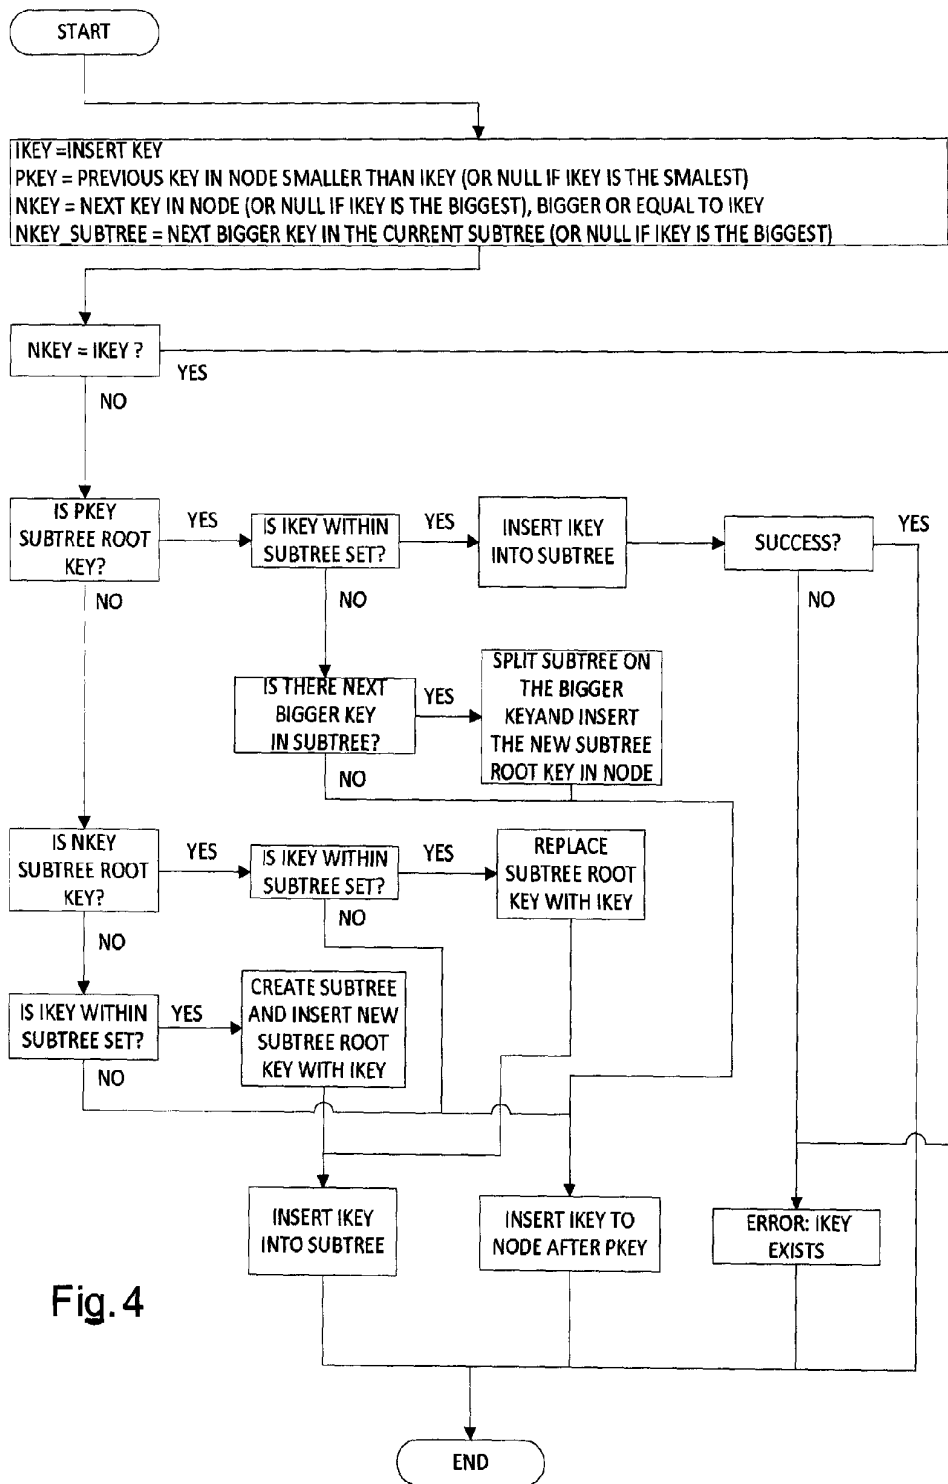 START
IKEY =INSERT KEY
PKEY = PREVIOUS KEY IN NODE SMALLER THAN IKEY (OR NULL IF IKEY IS THE SMALEST)
NKEY = NEXT KEY IN NODE (OR NULL IF IKEY IS THE BIGGEST), BIGGER OR EQUAL TO IKEY
NKEY_SUBTREE = NEXT BIGGER KEY IN THE CURRENT SUBTREE (OR NULL IF IKEY IS THE BIGGEST)
NKEY = IKEY ?
YES
NO
IS PKEY
SUBTREE ROOT
KEY?
YES
NO
IS IKEY WITHIN
SUBTREE SET?
YES
NO
INSERT IKEY
INTO SUBTREE
SUCCESS?
YES
NO
IS THERE NEXT
BIGGER KEY
IN SUBTREE?
YES
NO
SPLIT SUBTREE ON
THE BIGGER
KEYAND INSERT
THE NEW SUBTREE
ROOT KEY IN NODE
IS NKEY
SUBTREE ROOT
KEY?
YES
NO
IS IKEY WITHIN
SUBTREE SET?
YES
NO
REPLACE
SUBTREE ROOT
KEY WITH IKEY
IS IKEY WITHIN
SUBTREE SET?
YES
NO
CREATE SUBTREE
AND INSERT NEW
SUBTREE ROOT
KEY WITH IKEY
INSERT IKEY
INTO SUBTREE
INSERT IKEY TO
NODE AFTER PKEY
ERROR: IKEY
EXISTS
Fig. 4
END